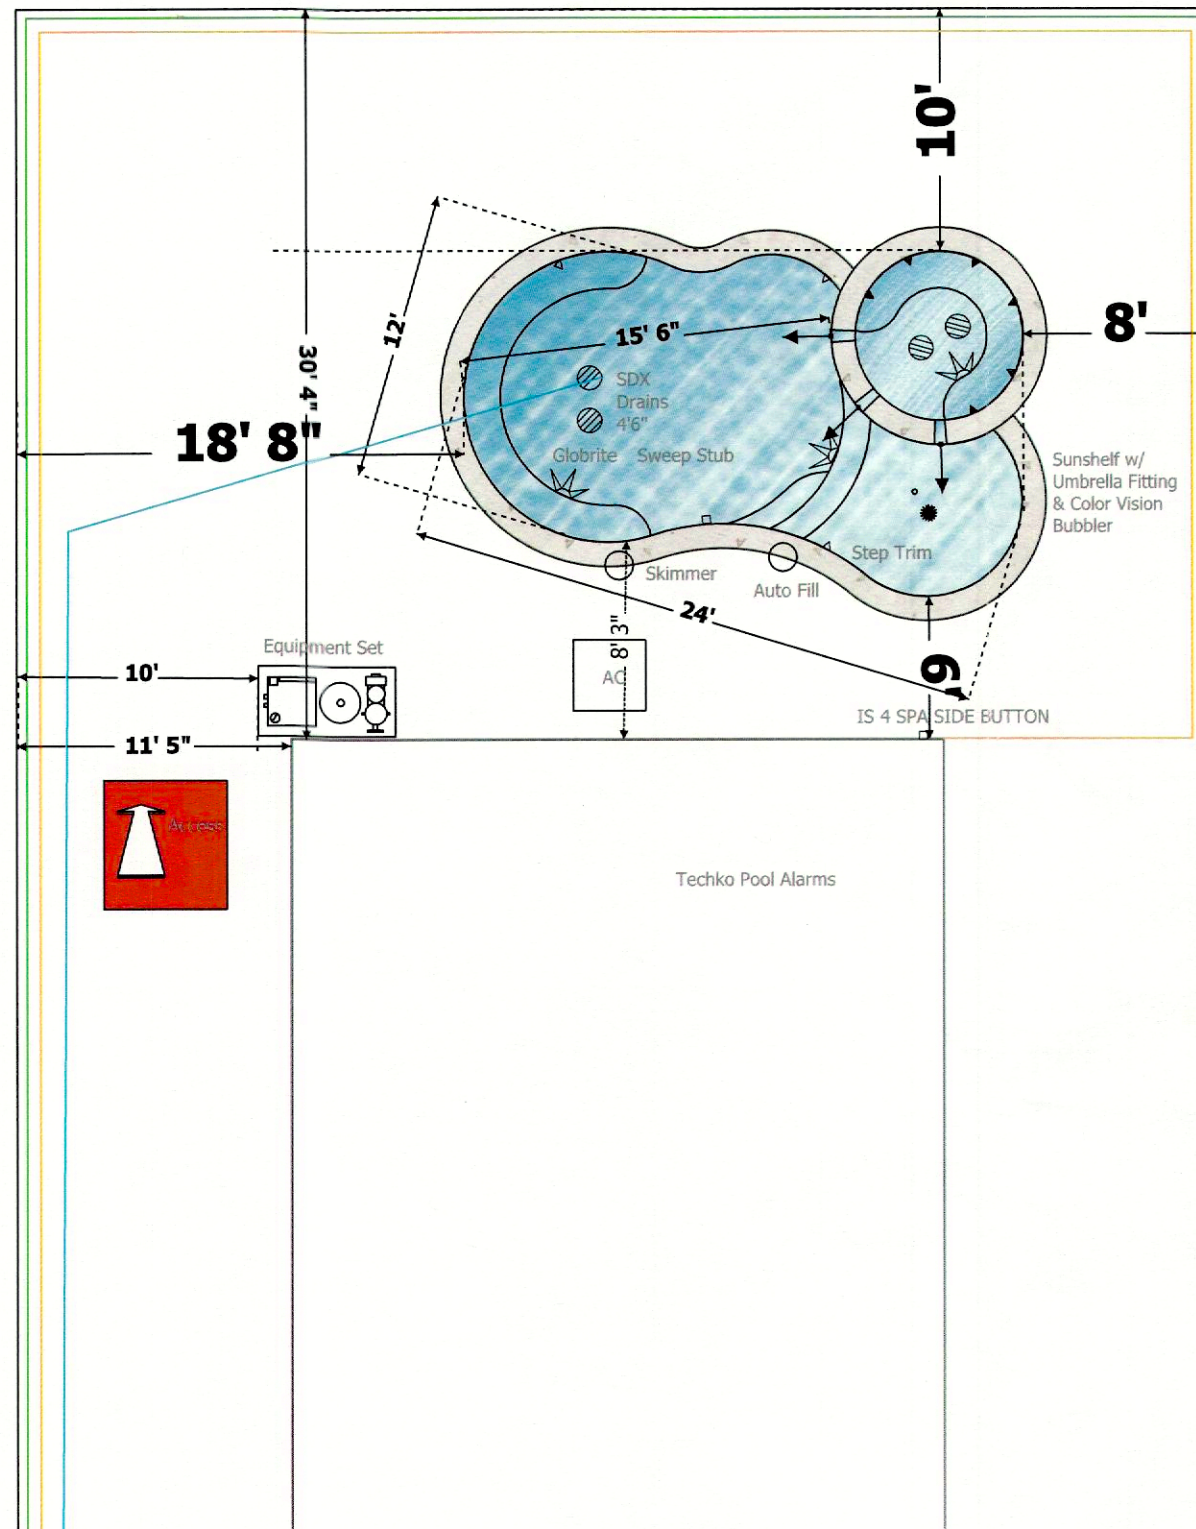 10'
12'
15' 6"
8'
30' 4"
SDX
Drains
4'6"
18' 8"
Globrite
Sweep Stub
Sunshelf w/
Umbrella Fitting
& Color Vision
Bubbler
Step Trim
Skimmer
Auto Fill
24'
8' 3"
Equipment Set
10'
AC
6'
IS 4 SPA SIDE BUTTON
11' 5"
Access
Techko Pool Alarms